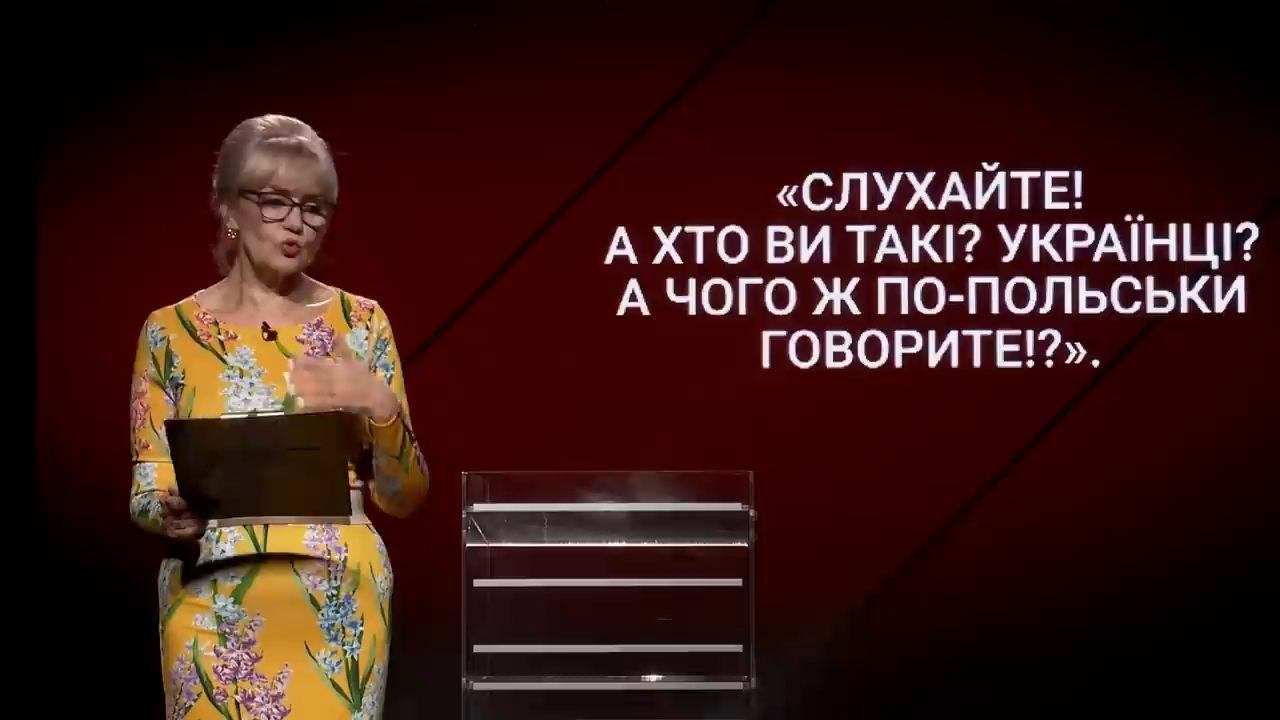 «СЛУХАЙТЕ!
А ХТО ВИ ТАКІ? УКРАЇНЦІ?
А ЧОГО Ж ПО-ПОЛЬСЬКИ
ГОВОРИТЕ!?».